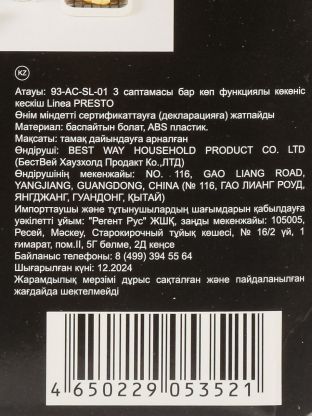 KZ
Атауы: 93-AC-SL-01 3 саптамасы бар көп функциялы көкөніс
кескіш Linea PRESTO
Өнім міндетті сертификаттауға (декларацияға) жатпайды
Материал: баспайтын болат, ABS пластик.
Мақсаты: тамақ дайындауға арналған
Өндіруші: BEST WAY HOUSEHOLD PRODUCT CO. LTD
(БестВей Хаузхолд Продакт Ко.,ЛТД)
Өндірушінің мекенжайы: NO. 116, GAO LIANG ROAD,
YANGJIANG, GUANGDONG, CHINA (№ 116, ГАО ЛИАНГ РОУД,
ЯНГДЖАНГ, ГУАНДОНГ, ҚЫТАЙ)
Импорттаушы және тұтынушылардың шағымдарын қабылдауға
уәкілетті ұйым: "Регент Рус" ЖШҚ, заңды мекенжайы: 105005,
Ресей, Мәскеу, Старокирочный тұйық көшесі, № 16/2 үй, 1
ғимарат, пом.II, 5Г бөлме, 2Д кеңсе
Байланыс телефоны: 8 (499) 394 55 64
Шығарылған күні: 12.2024
Жарамдылық мерзімі дұрыс сақталған және пайдаланылған
жағдайда шектелмейді
4 650229 053521